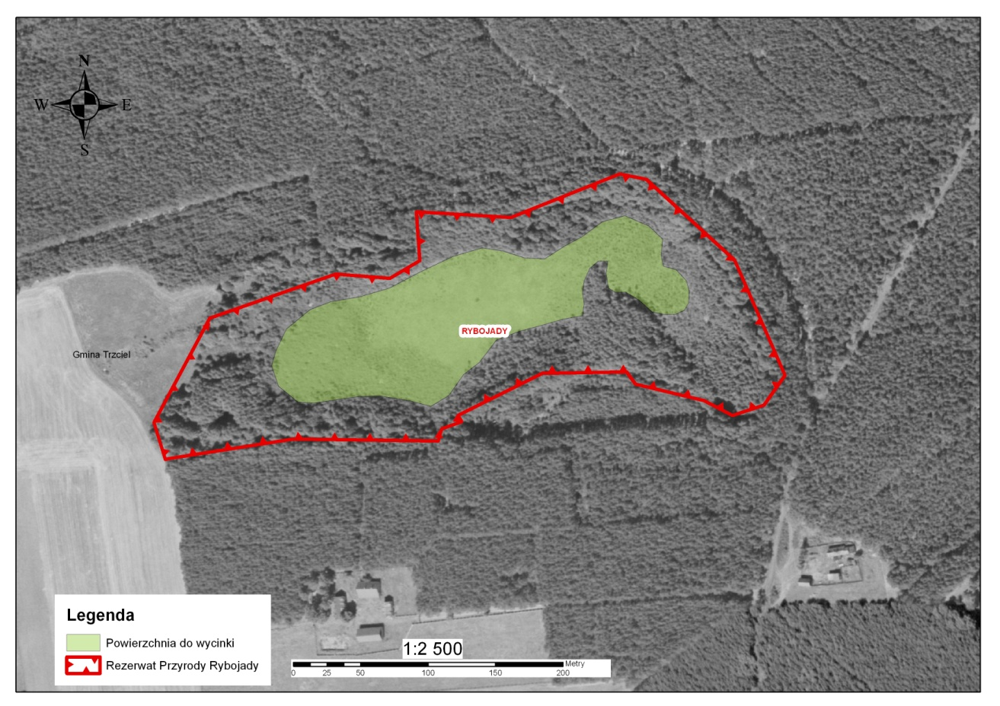 N
W E
S
Gmina Trzciel
RYBOJADY
Legenda
Powierzchnia do wycinki
Rezerwat Przyrody Rybojady
1:2 500
Metry
0 25 50 100 150 200